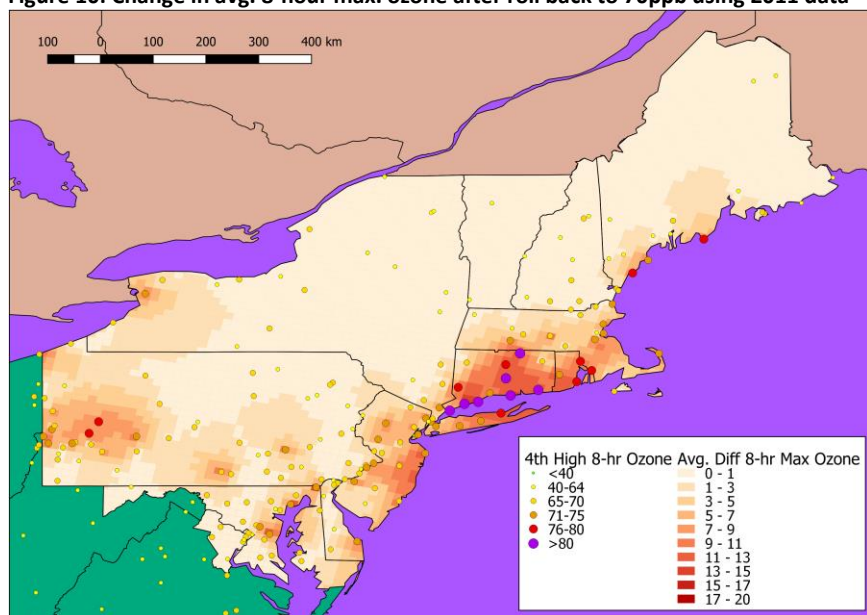 Figure 10: Change in avg. 8-hour max. ozone after roll back to 70ppb using 2011 data
100 0 100 200 300 400 km
4th High 8-hr Ozone Avg. Diff 8-hr Max Ozone
<40 0 - 1
40-64 1 - 3
65-70 3 - 5
71-75 5 - 7
76-80 7 - 9
>80 9 - 11
11 - 13
13 - 15
15 - 17
17 - 20